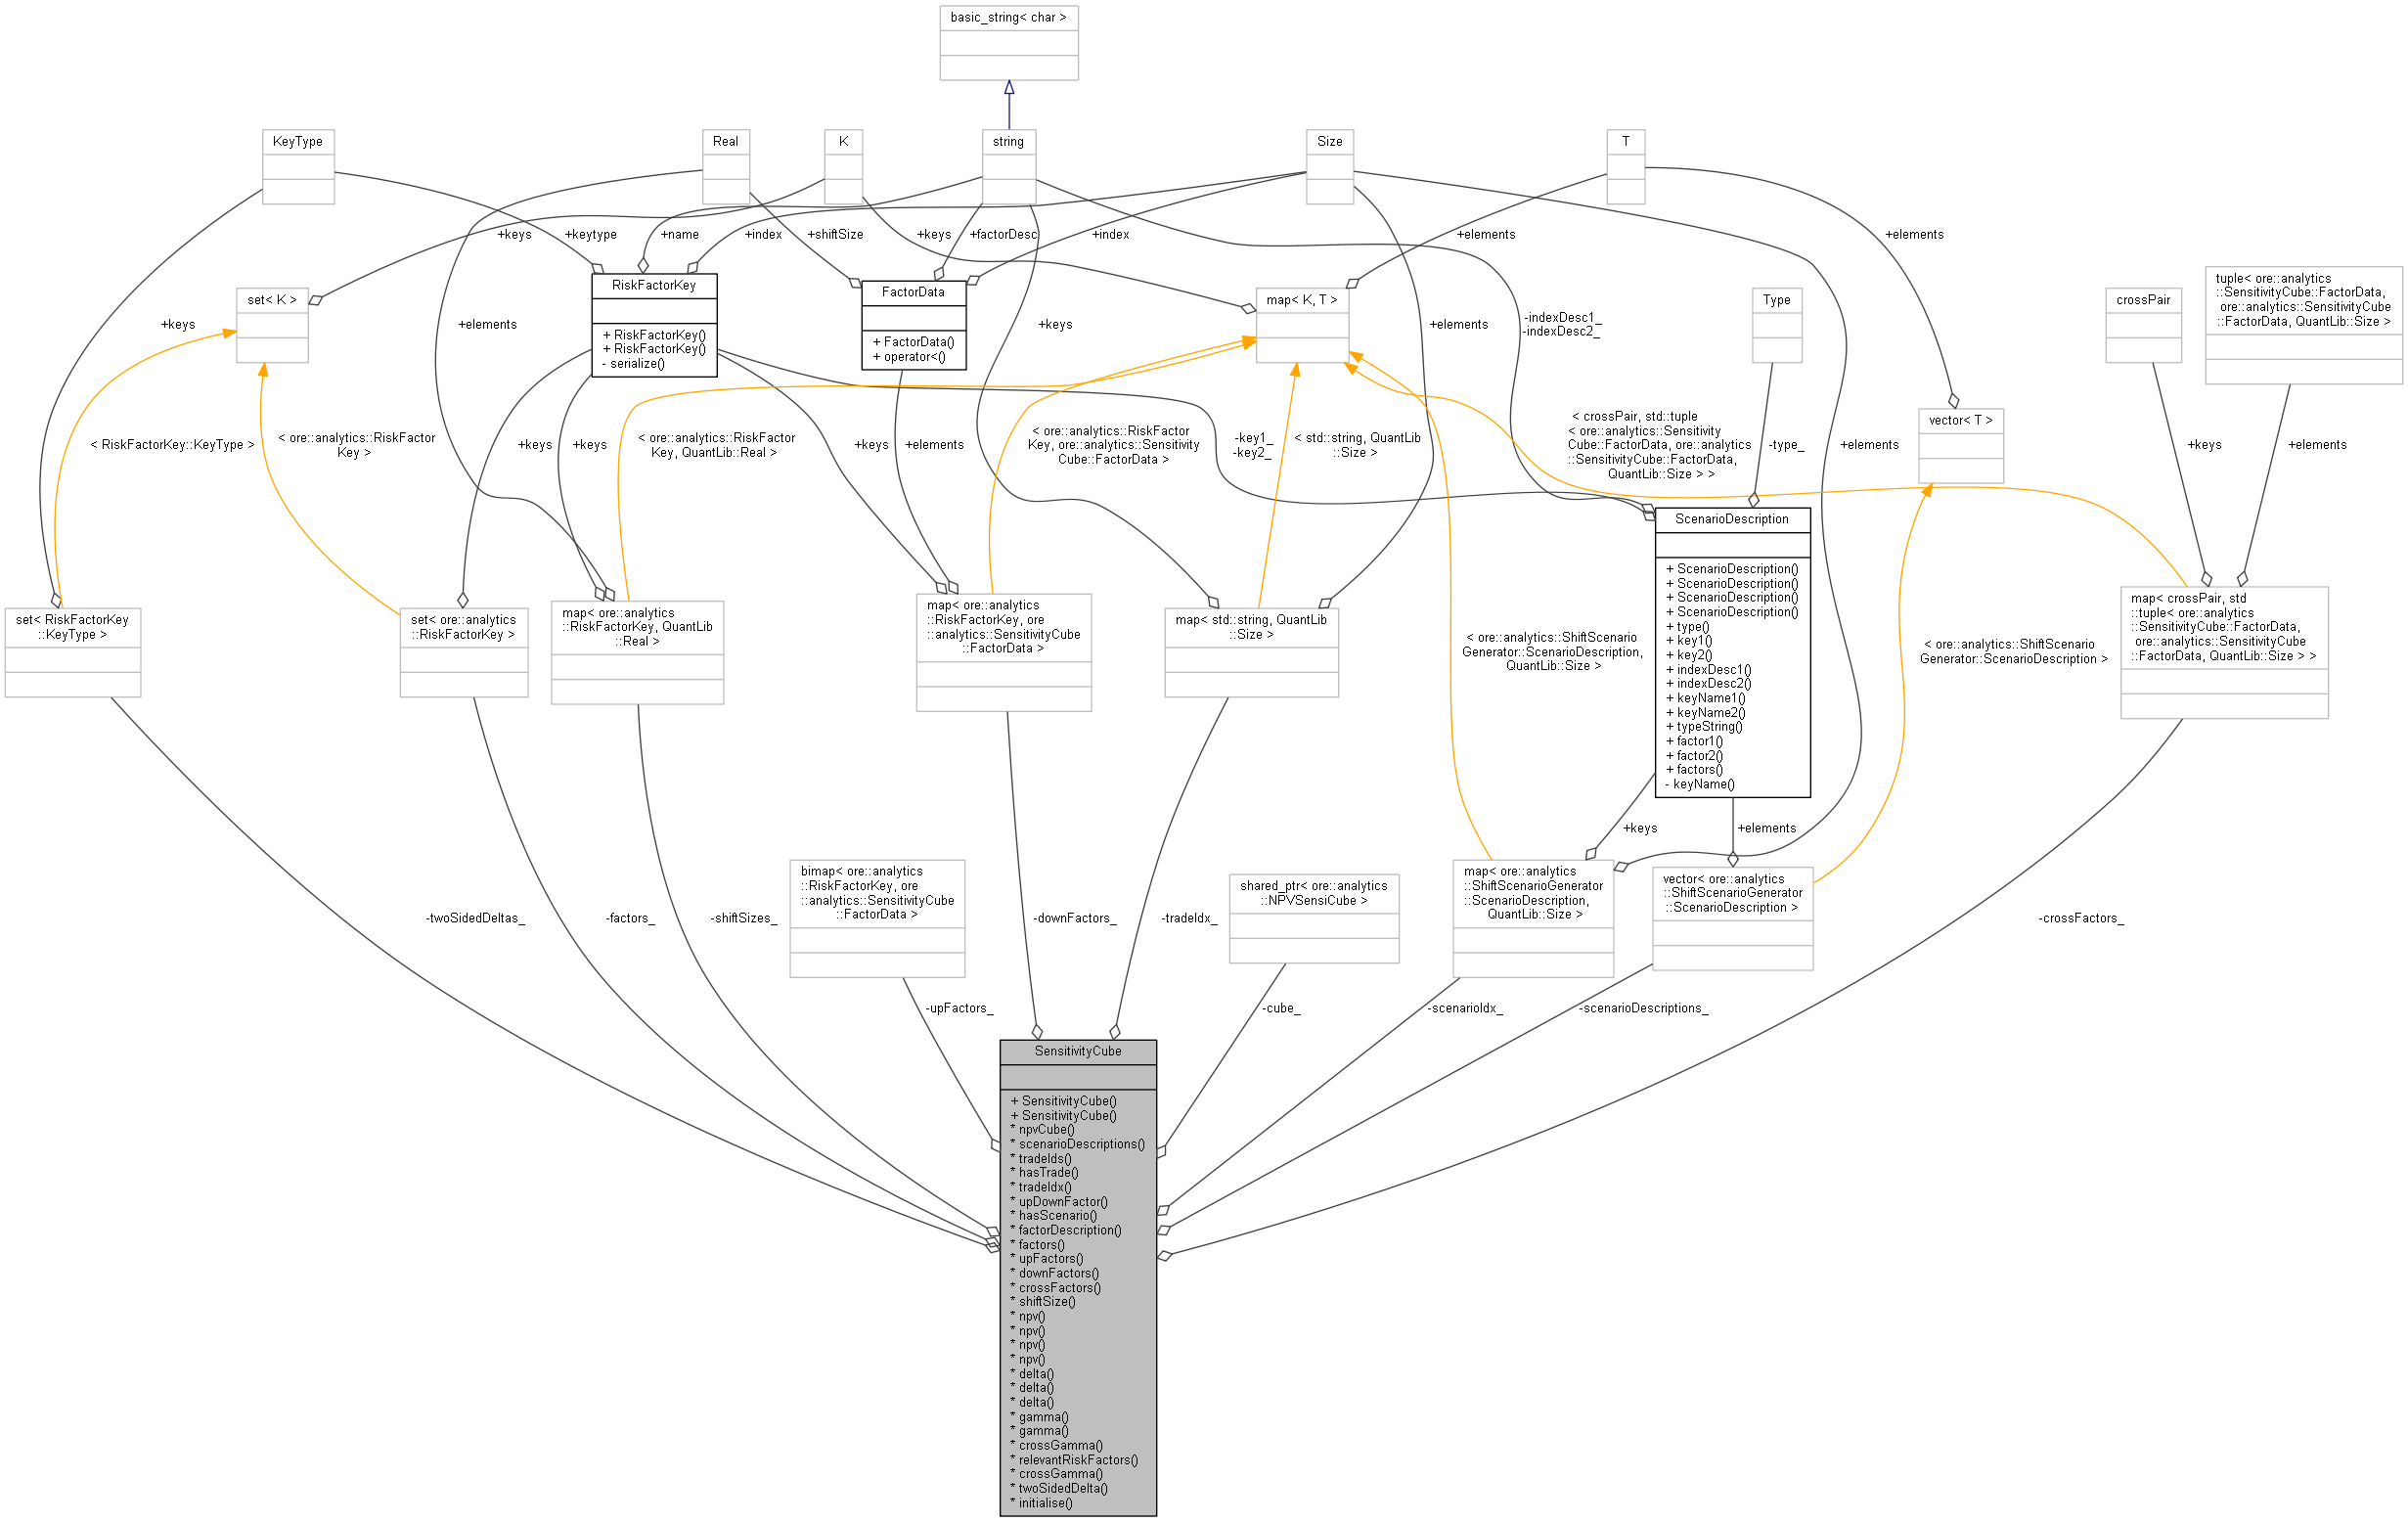 basic_string< char >
KeyType
Real
K
string
Size
T
+keys
+keytype
+name
+index
+shiftSize
+factorDesc
+keys
+index
+elements
+elements
set< K >
RiskFactorKey
+ RiskFactorKey()
+ RiskFactorKey()
- serialize()
FactorData
+ FactorData()
+ operator<()
map< K, T >
Type
crossPair
tuple< ore::analytics
::SensitivityCube::FactorData,
ore::analytics::SensitivityCube
::FactorData, QuantLib::Size >
+keys
+elements
+keys
+elements
-indexDesc1_
-indexDesc2_
vector< T >
< RiskFactorKey::KeyType >
< ore::analytics::RiskFactor
Key >
+keys
+keys
< ore::analytics::RiskFactor
Key, QuantLib::Real >
+keys
+elements
< ore::analytics::RiskFactor
Key, ore::analytics::Sensitivity
Cube::FactorData >
-key1_
-key2_
< std::string, QuantLib
::Size >
< crossPair, std::tuple
< ore::analytics::Sensitivity
Cube::FactorData, ore::analytics
::SensitivityCube::FactorData,
QuantLib::Size > >
-type_
+elements
+keys
+elements
set< RiskFactorKey
::KeyType >
set< ore::analytics
::RiskFactorKey >
map< ore::analytics
::RiskFactorKey, QuantLib
::Real >
map< ore::analytics
::RiskFactorKey, ore
::analytics::SensitivityCube
::FactorData >
map< std::string, QuantLib
::Size >
< ore::analytics::ShiftScenario
Generator::ScenarioDescription,
QuantLib::Size >
ScenarioDescription
+ ScenarioDescription()
+ ScenarioDescription()
+ ScenarioDescription()
+ ScenarioDescription()
+ type()
+ key1()
+ key2()
+ indexDesc1()
+ indexDesc2()
+ keyName1()
+ keyName2()
+ typeString()
+ factor1()
+ factor2()
+ factors()
- keyName()
< ore::analytics::ShiftScenario
Generator::ScenarioDescription >
map< crossPair, std
::tuple< ore::analytics
::SensitivityCube::FactorData,
ore::analytics::SensitivityCube
::FactorData, QuantLib::Size > >
+keys
+elements
-twoSidedDeltas_
-factors_
-shiftSizes_
bimap< ore::analytics
::RiskFactorKey, ore
::analytics::SensitivityCube
::FactorData >
-downFactors_
-tradeIdx_
shared_ptr< ore::analytics
::NPVSensiCube >
map< ore::analytics
::ShiftScenarioGenerator
::ScenarioDescription,
QuantLib::Size >
vector< ore::analytics
::ShiftScenarioGenerator
::ScenarioDescription >
-crossFactors_
-upFactors_
-cube_
-scenarioIdx_
-scenarioDescriptions_
SensitivityCube
+ SensitivityCube()
+ SensitivityCube()
* npvCube()
* scenarioDescriptions()
* tradeIds()
* hasTrade()
* tradeIdx()
* upDownFactor()
* hasScenario()
* factorDescription()
* factors()
* upFactors()
* downFactors()
* crossFactors()
* shiftSize()
* npv()
* npv()
* npv()
* npv()
* delta()
* delta()
* delta()
* gamma()
* gamma()
* crossGamma()
* relevantRiskFactors()
* crossGamma()
* twoSidedDelta()
* initialise()